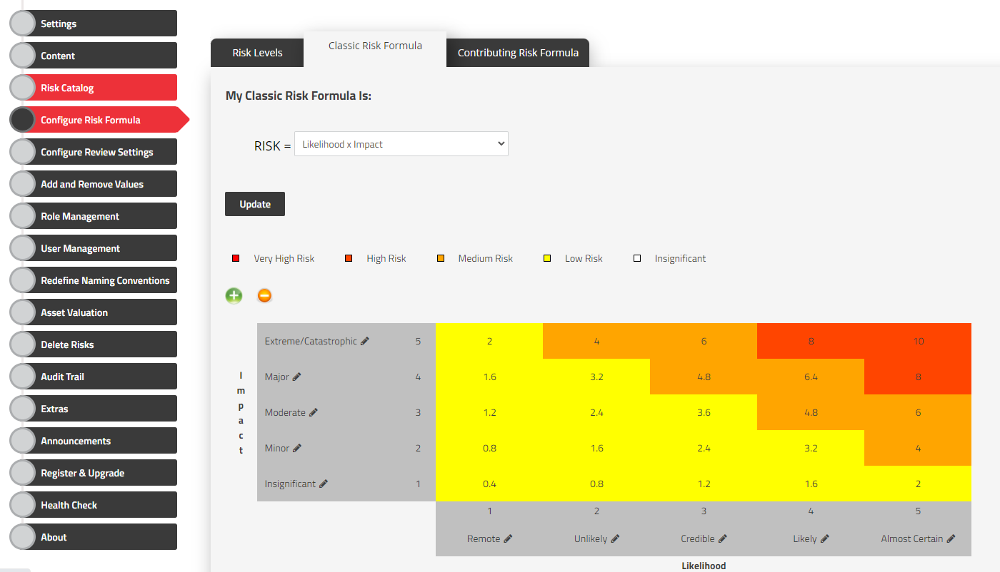 Settings
Content
Risk Catalog
Configure Risk Formula
Configure Review Settings
Add and Remove Values
Role Management
User Management
Redefine Naming Conventions
Asset Valuation
Delete Risks
Audit Trail
Extras
Announcements
Register & Upgrade
Health Check
About
Risk Levels Classic Risk Formula Contributing Risk Formula
My Classic Risk Formula Is:
RISK = Likelihood x Impact
Update
Very High Risk High Risk Medium Risk Low Risk Insignificant
Impact
Extreme/Catastrophic 5 2 4 6 8 10
Major 4 1.6 3.2 4.8 6.4 8
Moderate 3 1.2 2.4 3.6 4.8 6
Minor 2 0.8 1.6 2.4 3.2 4
Insignificant 1 0.4 0.8 1.2 1.6 2
1 2 3 4 5
Remote Unlikely Credible Likely Almost Certain
Likelihood